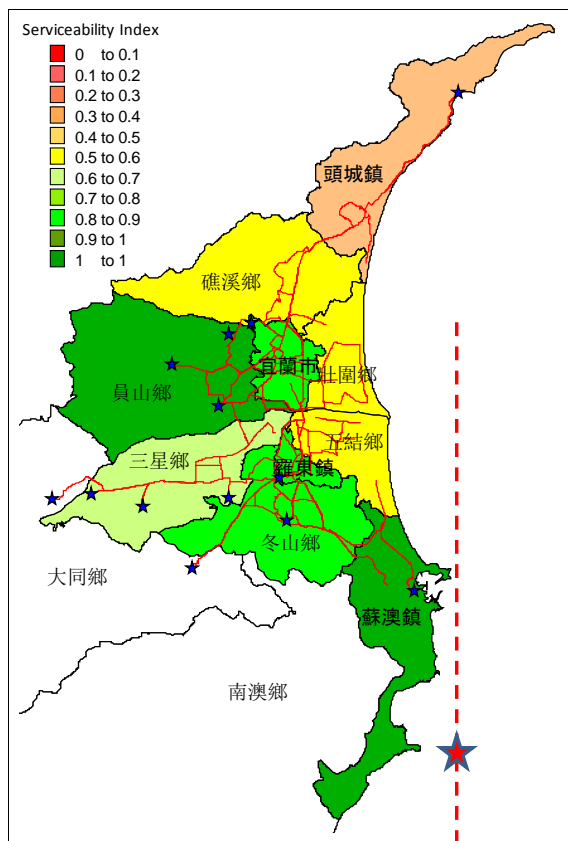 Serviceability Index
0 to 0.1
0.1 to 0.2
0.2 to 0.3
0.3 to 0.4
0.4 to 0.5
0.5 to 0.6
0.6 to 0.7
0.7 to 0.8
0.8 to 0.9
0.9 to 1
1 to 1
頭城鎮
礁溪鄉
宜蘭市
壯圍鄉
員山鄉
五結鄉
三星鄉
羅東鎮
冬山鄉
大同鄉
蘇澳鎮
南澳鄉